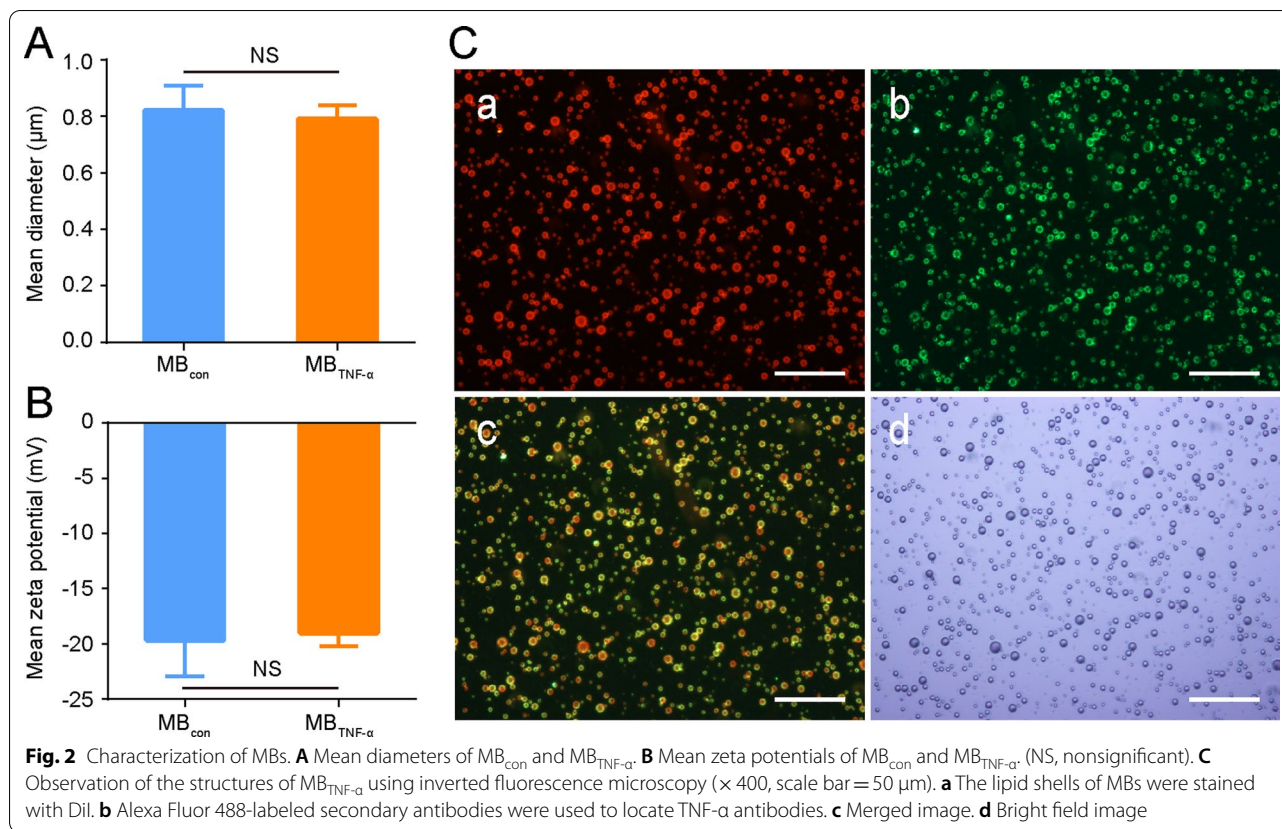 A
NS
1.0
0.8
0.6
0.4
0.2
0.0
Mean diameter (µm)
MBcon
MBTNF-α
B
0
-5
-10
-15
-20
-25
Mean zeta potential (mV)
NS
MBcon
MBTNF-α
C
a
b
c
d
Fig. 2 Characterization of MBs. A Mean diameters of MBcon and MBTNF-α. B Mean zeta potentials of MBcon and MBTNF-α. (NS, nonsignificant). C
Observation of the structures of MBTNF-α using inverted fluorescence microscopy (× 400, scale bar = 50 µm). a The lipid shells of MBs were stained
with DiI. b Alexa Fluor 488-labeled secondary antibodies were used to locate TNF-α antibodies. c Merged image. d Bright field image